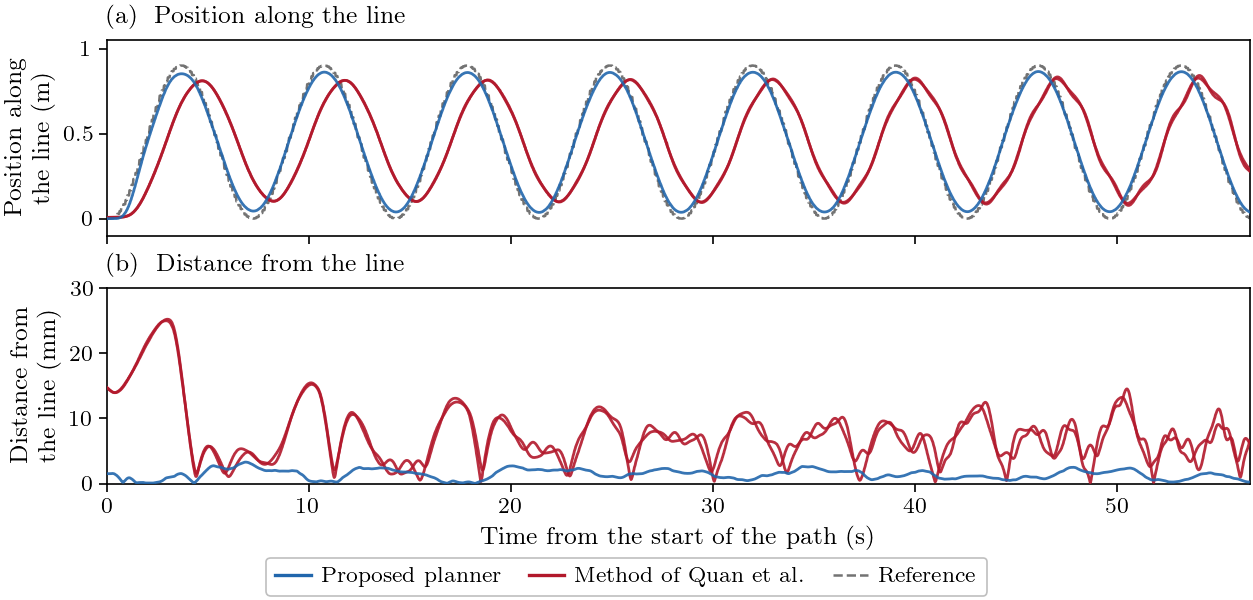 (a) Position along the line
Position along
the line (m)
1
0.5
0
(b) Distance from the line
Distance from
the line (mm)
30
20
10
0
0 10 20 30 40 50
Time from the start of the path (s)
Proposed planner Method of Quan et al. Reference